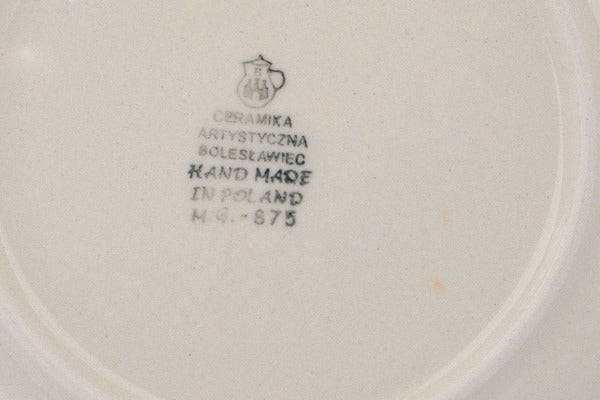 B
CERAMIKA
ARTYSTYCZNA
BOLESŁAWIEC
HAND MADE
IN POLAND
M G.-875